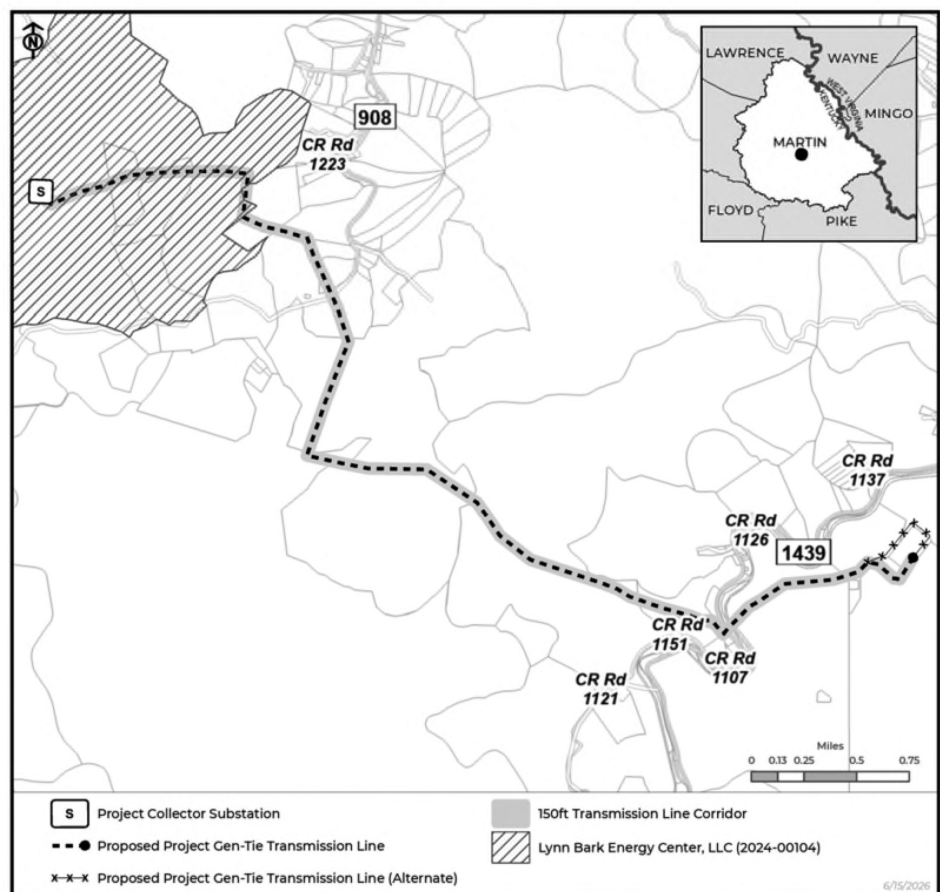 N
LAWRENCE
WAYNE
WEST VIRGINIA
KENTUCKY
MINGO
MARTIN
FLOYD
PIKE
908
CR Rd
1223
S
CR Rd
1137
CR Rd
1126
1439
CR Rd
1151
CR Rd
1107
CR Rd
1121
Miles
0 0.13 0.25 0.5 0.75
S Project Collector Substation
Proposed Project Gen-Tie Transmission Line
Proposed Project Gen-Tie Transmission Line (Alternate)
150ft Transmission Line Corridor
Lynn Bark Energy Center, LLC (2024-00104)
6/15/2026